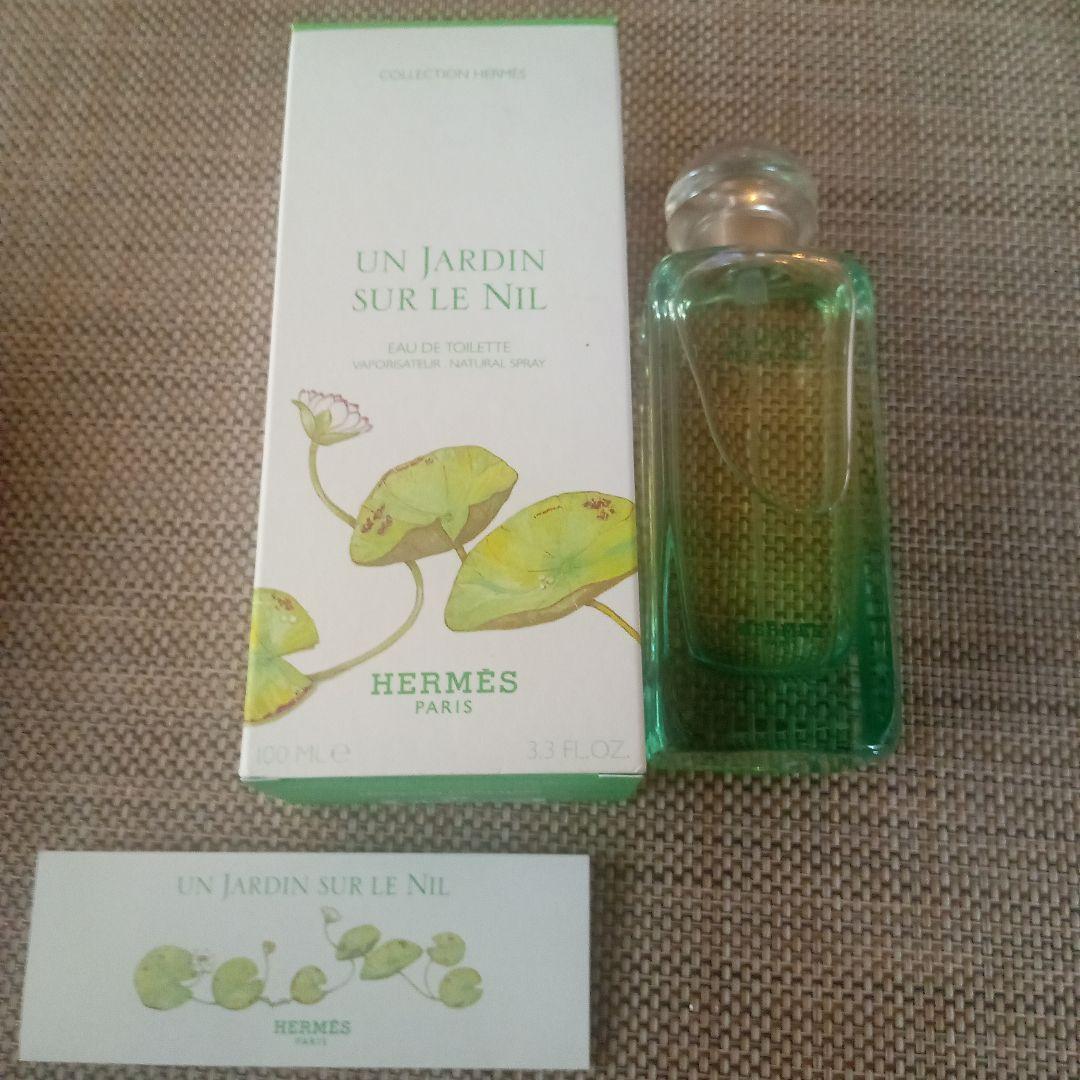 COLLECTION HERMÈS
UN JARDIN
SUR LE NIL
EAU DE TOILETTE
VAPORISATEUR . NATURAL SPRAY
HERMÈS
PARIS
100 ML e
3.3 FL.OZ.
HERMÈS
UN JARDIN SUR LE NIL
HERMÈS
PARIS